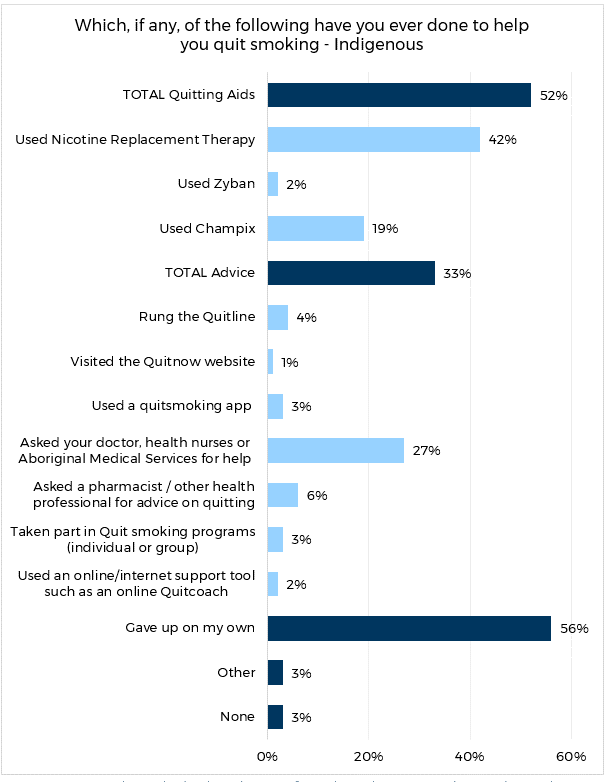 Which, if any, of the following have you ever done to help
you quit smoking - Indigenous
TOTAL Quitting Aids 52%
Used Nicotine Replacement Therapy 42%
Used Zyban 2%
Used Champix 19%
TOTAL Advice 33%
Rung the Quitline 4%
Visited the Quitnow website 1%
Used a quitsmoking app 3%
Asked your doctor, health nurses or
Aboriginal Medical Services for help 27%
Asked a pharmacist / other health
professional for advice on quitting 6%
Taken part in Quit smoking programs
(individual or group) 3%
Used an online/internet support tool
such as an online Quitcoach 2%
Gave up on my own 56%
Other 3%
None 3%
0% 20% 40% 60%